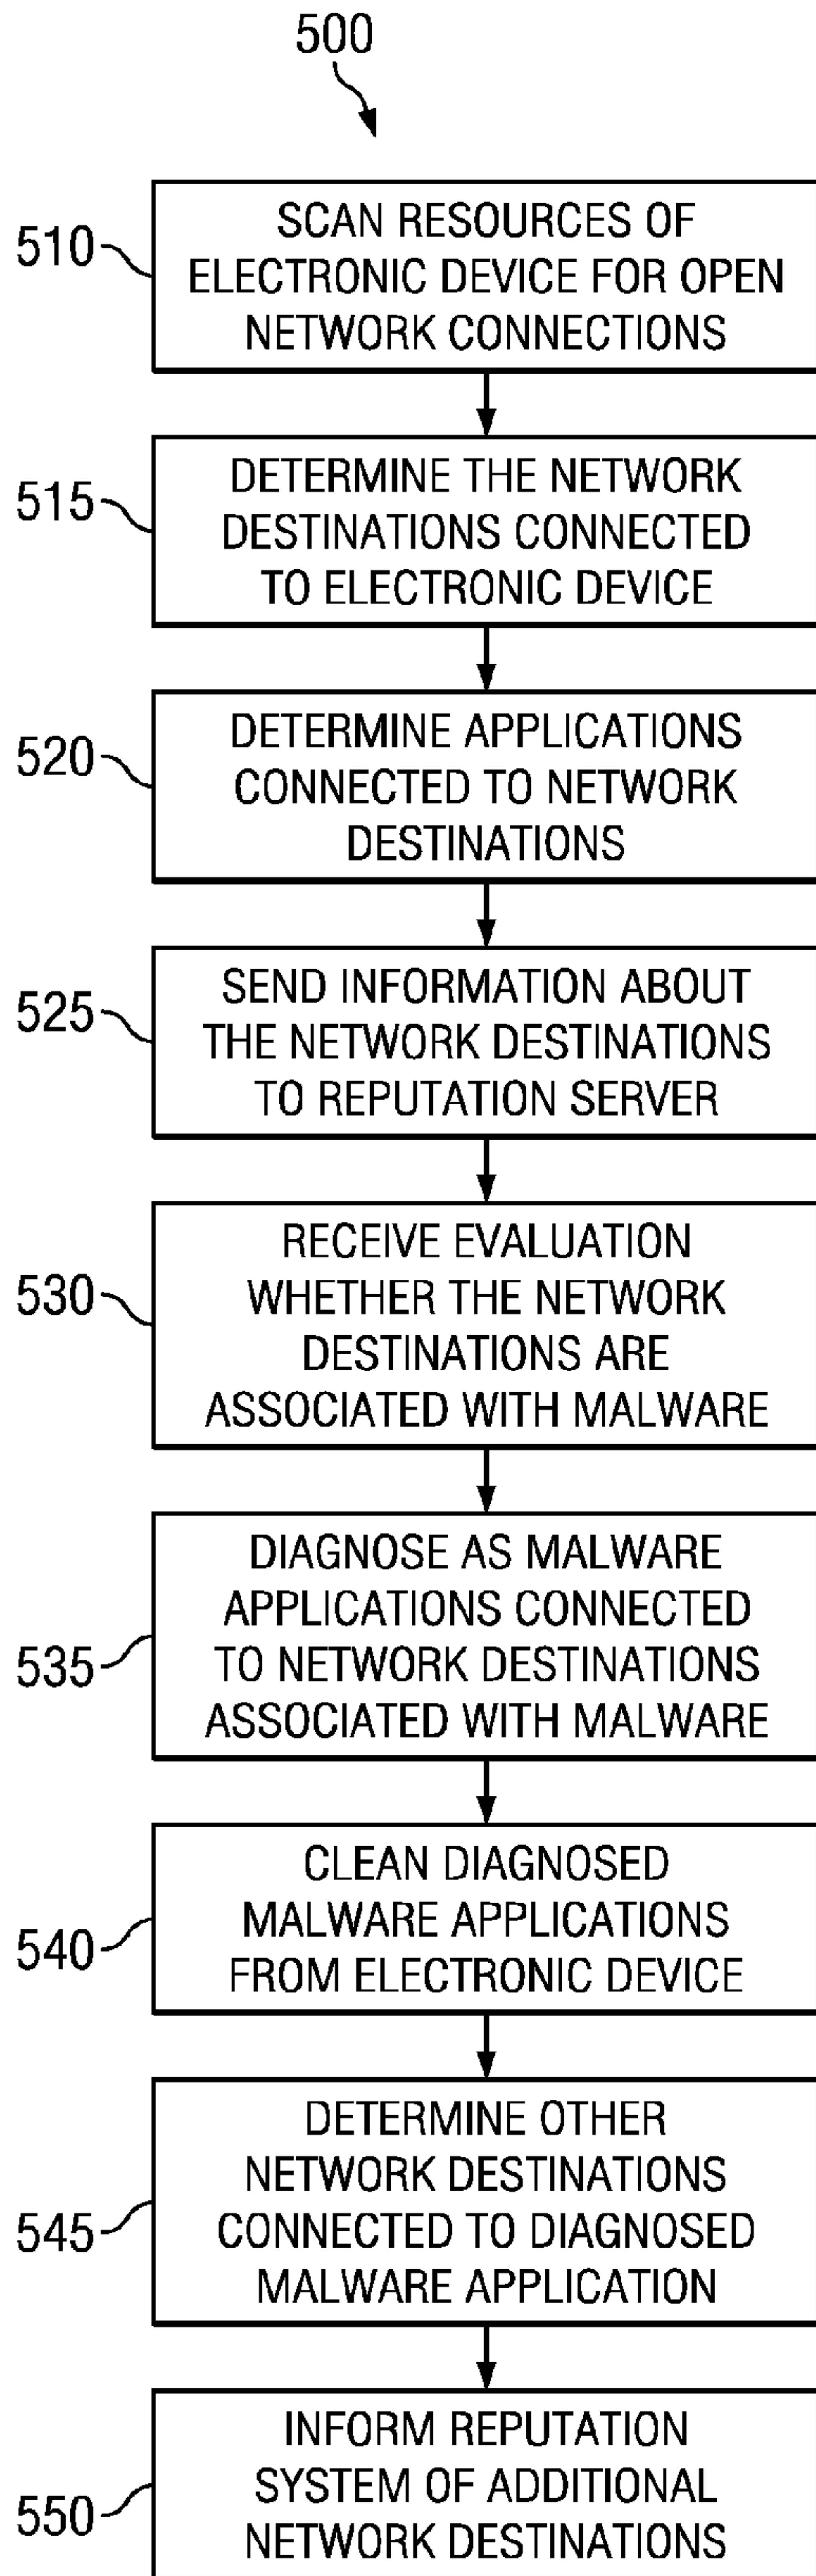 500
510
SCAN RESOURCES OF
ELECTRONIC DEVICE FOR OPEN
NETWORK CONNECTIONS
515
DETERMINE THE NETWORK
DESTINATIONS CONNECTED
TO ELECTRONIC DEVICE
520
DETERMINE APPLICATIONS
CONNECTED TO NETWORK
DESTINATIONS
525
SEND INFORMATION ABOUT
THE NETWORK DESTINATIONS
TO REPUTATION SERVER
530
RECEIVE EVALUATION
WHETHER THE NETWORK
DESTINATIONS ARE
ASSOCIATED WITH MALWARE
535
DIAGNOSE AS MALWARE
APPLICATIONS CONNECTED
TO NETWORK DESTINATIONS
ASSOCIATED WITH MALWARE
540
CLEAN DIAGNOSED
MALWARE APPLICATIONS
FROM ELECTRONIC DEVICE
545
DETERMINE OTHER
NETWORK DESTINATIONS
CONNECTED TO DIAGNOSED
MALWARE APPLICATION
550
INFORM REPUTATION
SYSTEM OF ADDITIONAL
NETWORK DESTINATIONS